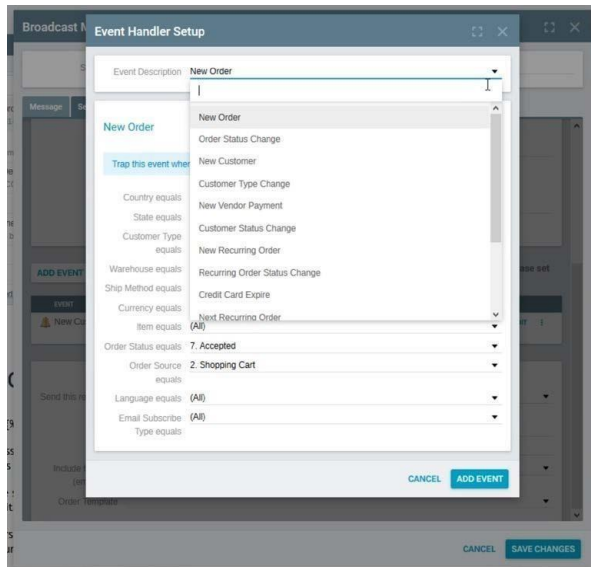 Broadcast M
Event Handler Setup
Event Description New Order
Message Se
New Order
New Order
Order Status Change
Trap this event when
New Customer
Customer Type Change
Country equals
New Vendor Payment
State equals
Customer Status Change
Customer Type
equals
New Recurring Order
Warehouse equals
Recurring Order Status Change
ADD EVENT
ase set
Ship Method equals
Credit Card Expire
EVENT
Currency equals
Next Recurring Order
New Cus
Item equals (All)
Order Status equals 7. Accepted
Order Source 2. Shopping Cart
equals
Send this
Language equals (All)
Email Subscribe (All)
Type equals
Include
CANCEL ADD EVENT
Order Template
CANCEL SAVE CHANGES